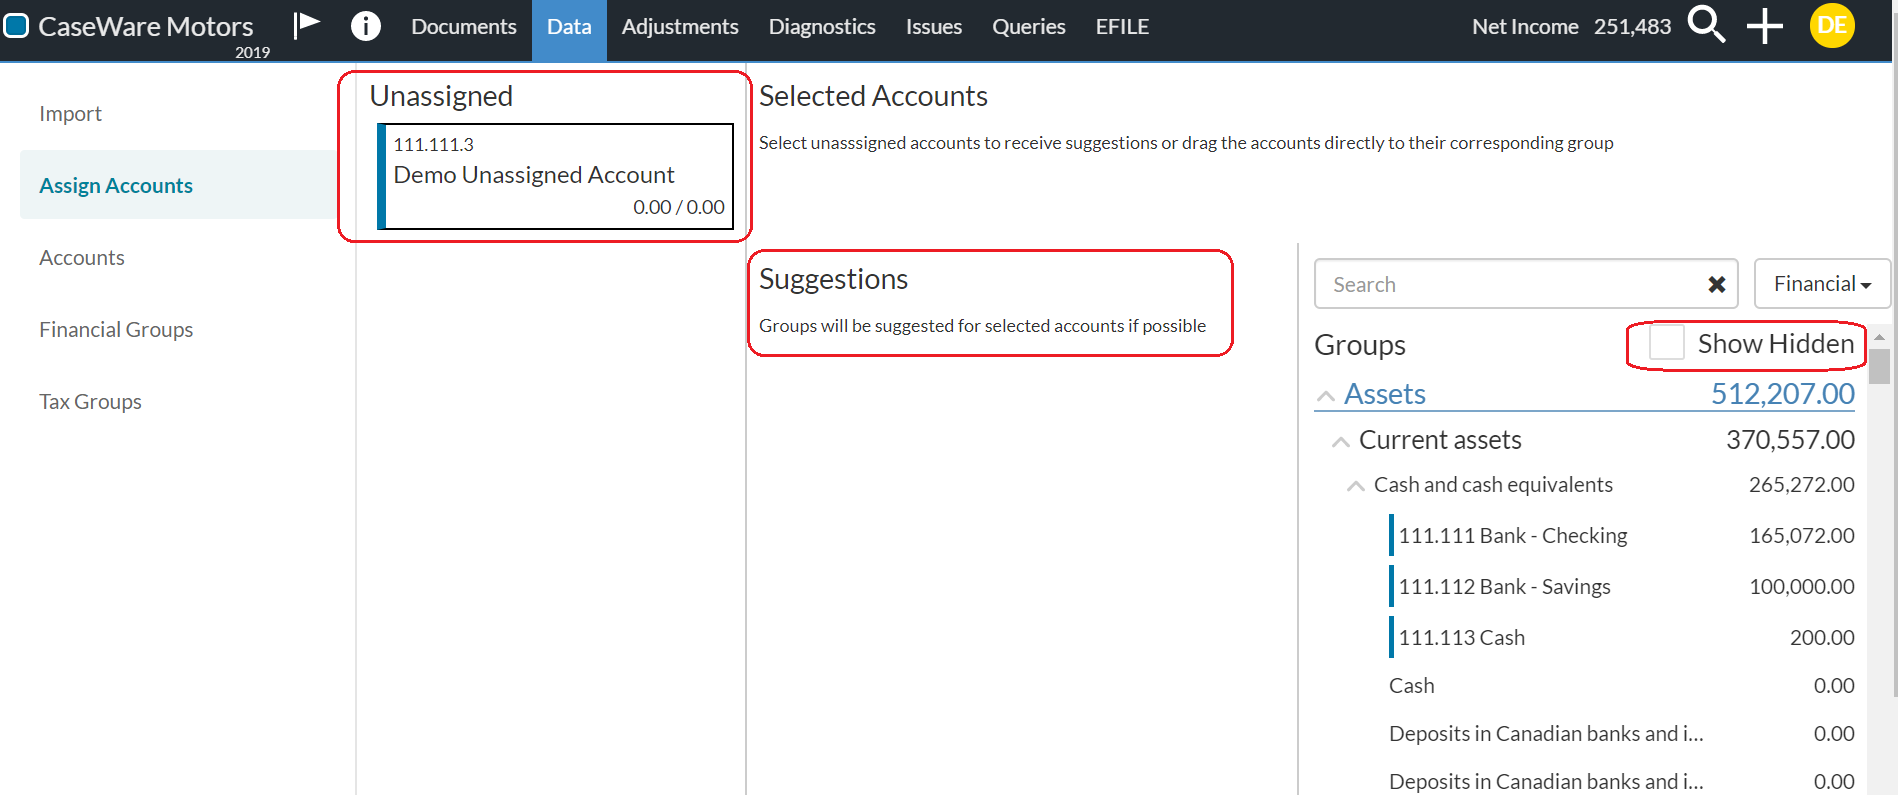 CaseWare Motors
2019
i
Documents
Data
Adjustments
Diagnostics
Issues
Queries
EFILE
Net Income 251,483
DE
Import
Assign Accounts
Accounts
Financial Groups
Tax Groups
Unassigned
111.111.3
Demo Unassigned Account
0.00 / 0.00
Selected Accounts
Select unasssigned accounts to receive suggestions or drag the accounts directly to their corresponding group
Suggestions
Groups will be suggested for selected accounts if possible
Search
Financial
Groups
Show Hidden
Assets 512,207.00
Current assets 370,557.00
Cash and cash equivalents 265,272.00
111.111 Bank - Checking 165,072.00
111.112 Bank - Savings 100,000.00
111.113 Cash 200.00
Cash 0.00
Deposits in Canadian banks and i... 0.00
Deposits in Canadian banks and i... 0.00